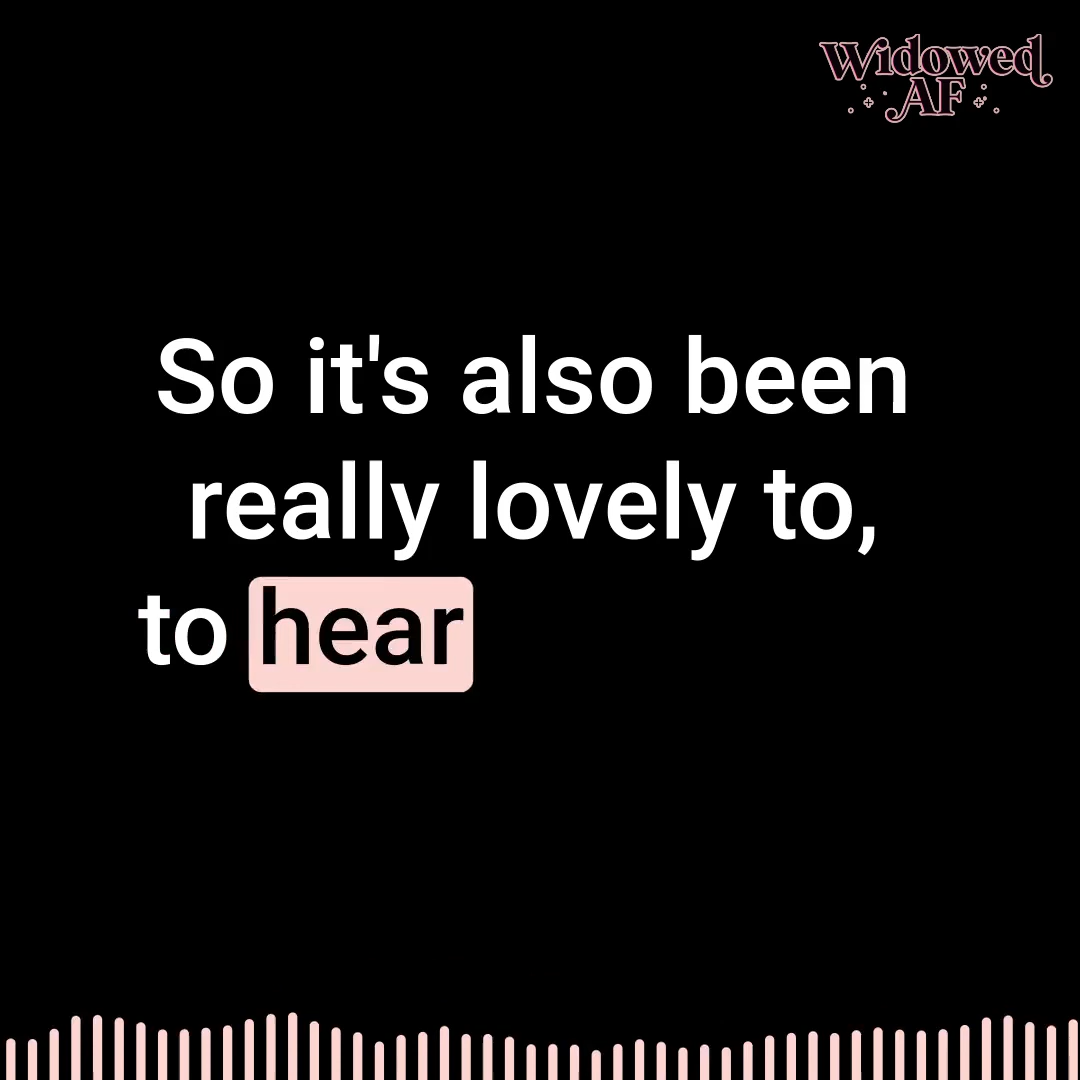 Widowed
AF
So it's also been
really lovely to,
to hear